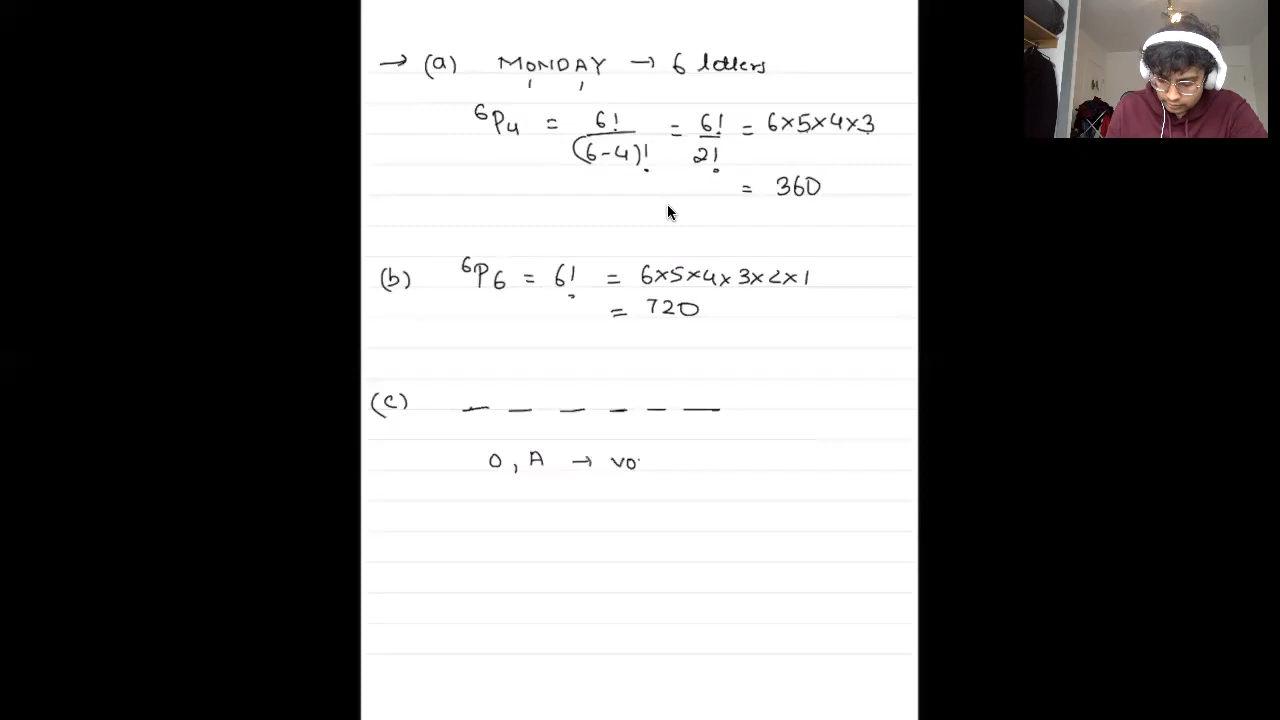 → (a) MONDAY → 6 letters
⁶P₄ = 6!/(6-4)! = 6!/2! = 6×5×4×3
= 360
(b) ⁶P₆ = 6! = 6×5×4×3×2×1
= 720
(c) _ _ _ _ _ _
O, A → vo